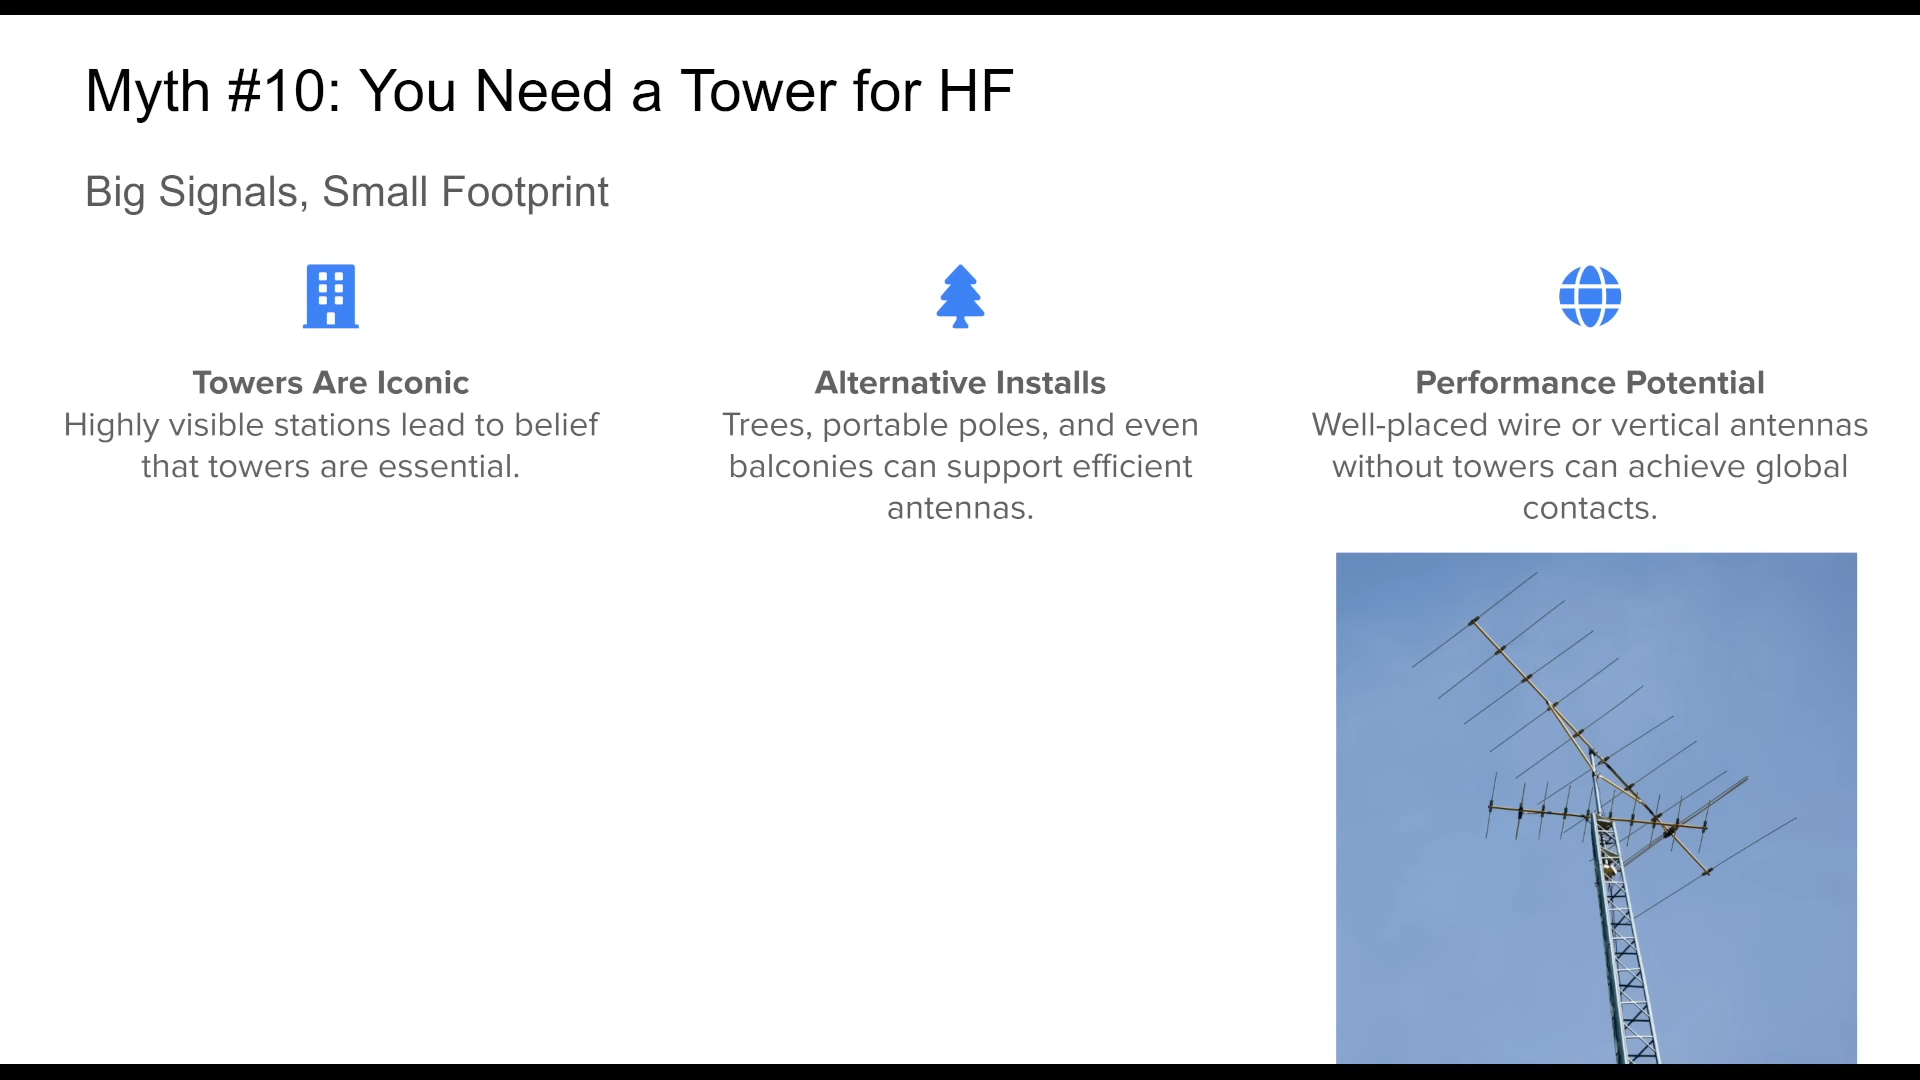 Myth #10: You Need a Tower for HF
Big Signals, Small Footprint
Towers Are Iconic
Highly visible stations lead to belief
that towers are essential.
Alternative Installs
Trees, portable poles, and even
balconies can support efficient
antennas.
Performance Potential
Well-placed wire or vertical antennas
without towers can achieve global
contacts.